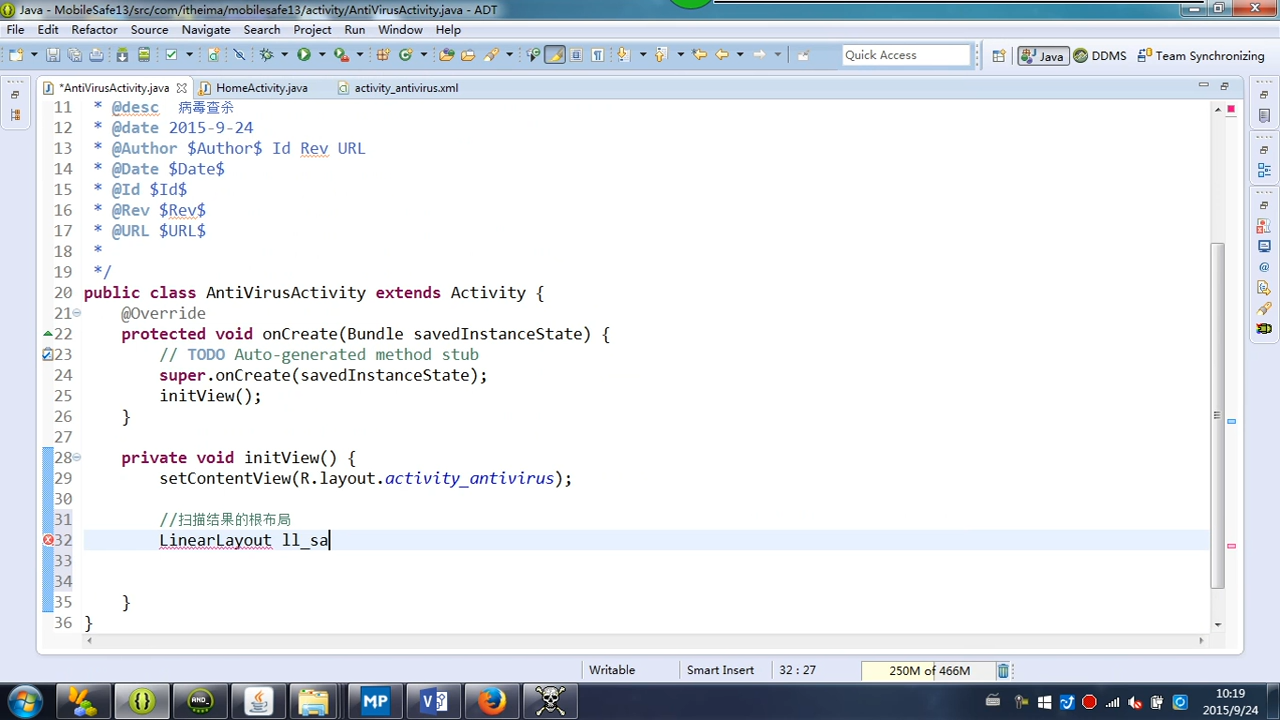 Java - MobileSafe13/src/com/itheima/mobilesafe13/activity/AntiVirusActivity.java - ADT
File Edit Refactor Source Navigate Search Project Run Window Help
Quick Access
Java DDMS Team Synchronizing
*AntiVirusActivity.java HomeActivity.java activity_antivirus.xml
11 * @desc 病毒查杀
12 * @date 2015-9-24
13 * @Author $Author$ Id Rev URL
14 * @Date $Date$
15 * @Id $Id$
16 * @Rev $Rev$
17 * @URL $URL$
18 *
19 */
20 public class AntiVirusActivity extends Activity {
21 @Override
22 protected void onCreate(Bundle savedInstanceState) {
23 // TODO Auto-generated method stub
24 super.onCreate(savedInstanceState);
25 initView();
26 }
27
28 private void initView() {
29 setContentView(R.layout.activity_antivirus);
30
31 //扫描结果的根布局
32 LinearLayout ll_sa
33
34
35 }
36 }
Writable Smart Insert 32 : 27 250M of 466M
MP
10:19
2015/9/24